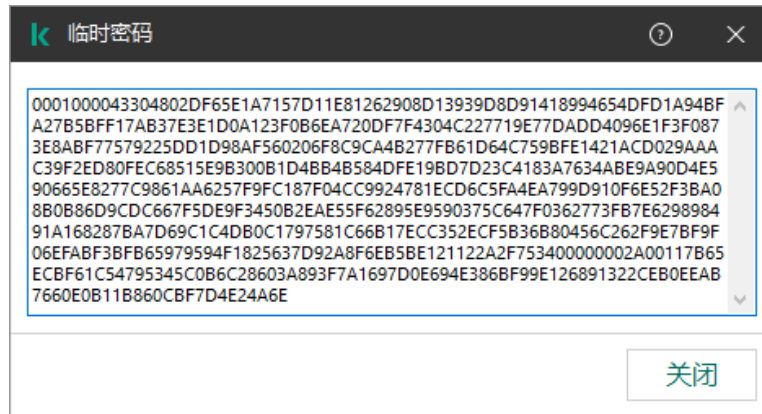 临时密码
0001000043304802DF65E1A7157D11E81262908D13939D8D91418994654DFD1A94BF
A27B5BFF17AB37E3E1D0A123F0B6EA720DF7F4304C227719E77DADD4096E1F3F087
3E8ABF77579225DD1D98AF560206F8C9CA4B277FB61D64C759BFE1421ACD029AAA
C39F2ED80FEC68515E9B300B1D4BB4B584DFE19BD7D23C4183A7634ABE9A90D4E5
90665E8277C9861AA6257F9FC187F04CC9924781ECD6C5FA4EA799D910F6E52F3BA0
8B0B86D9CDC667F5DE9F3450B2EAE55F62895E9590375C647F0362773FB7E6298984
91A168287BA7D69C1C4DB0C1797581C66B17ECC352ECF5B36B80456C262F9E7BF9F
06EFABF3BFB65979594F1825637D92A8F6EB5BE121122A2F753400000002A00117B65
ECBF61C54795345C0B6C28603A893F7A1697D0E694E386BF99E126891322CEB0EEAB
7660E0B11B860CBF7D4E24A6E
关闭